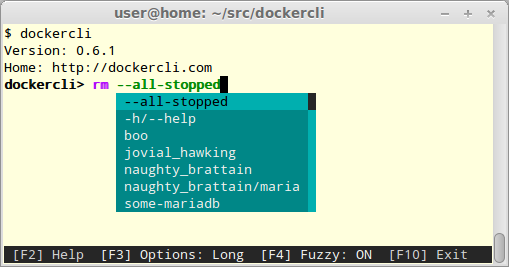 user@home: ~/src/dockercli
$ dockercli
Version: 0.6.1
Home: http://dockercli.com
dockercli> rm --all-stopped
--all-stopped
-h/--help
boo
jovial_hawking
naughty_brattain
naughty_brattain/maria
some-mariadb
[F2] Help [F3] Options: Long [F4] Fuzzy: ON [F10] Exit